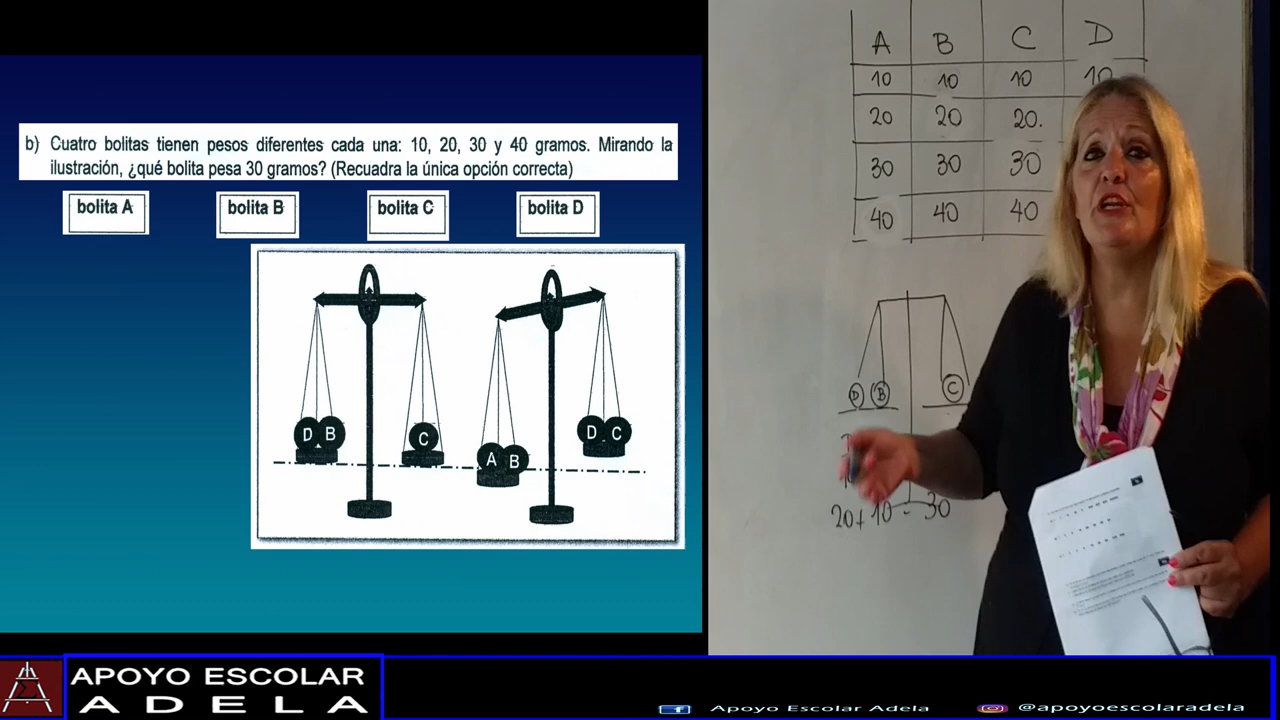 b) Cuatro bolitas tienen pesos diferentes cada una: 10, 20, 30 y 40 gramos. Mirando la
ilustración, ¿qué bolita pesa 30 gramos? (Recuadra la única opción correcta)
bolita A bolita B bolita C bolita D
D B C A B D C
A B C D
10 10 10 10
20 20 20.
30 30 30
40 40 40
D B C
20+ 10 - 30
APOYO ESCOLAR
ADELA
f Apoyo Escolar Adela @apoyoescolaradela